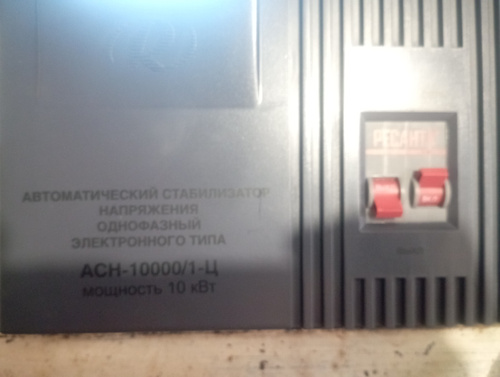 АВТОМАТИЧЕСКИЙ СТАБИЛИЗАТОР
НАПРЯЖЕНИЯ
ОДНОФАЗНЫЙ
ЭЛЕКТРОННОГО ТИПА
АСН-10000/1-Ц
МОЩНОСТЬ 10 кВт
РЕСАНТА